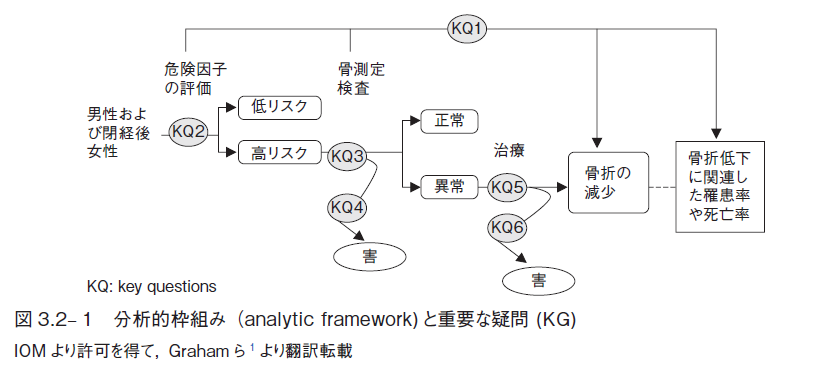 KQ1
危険因子
の評価
骨測定
検査
男性およ
び閉経後
女性
KQ2
低リスク
高リスク
KQ3
KQ4
害
正常
異常
治療
KQ5
KQ6
害
骨折の
減少
骨折低下
に関連し
た罹患率
や死亡率
KQ: key questions
図 3.2–1 分析的枠組み (analytic framework) と重要な疑問 (KG)
IOM より許可を得て, Graham ら1 より翻訳転載